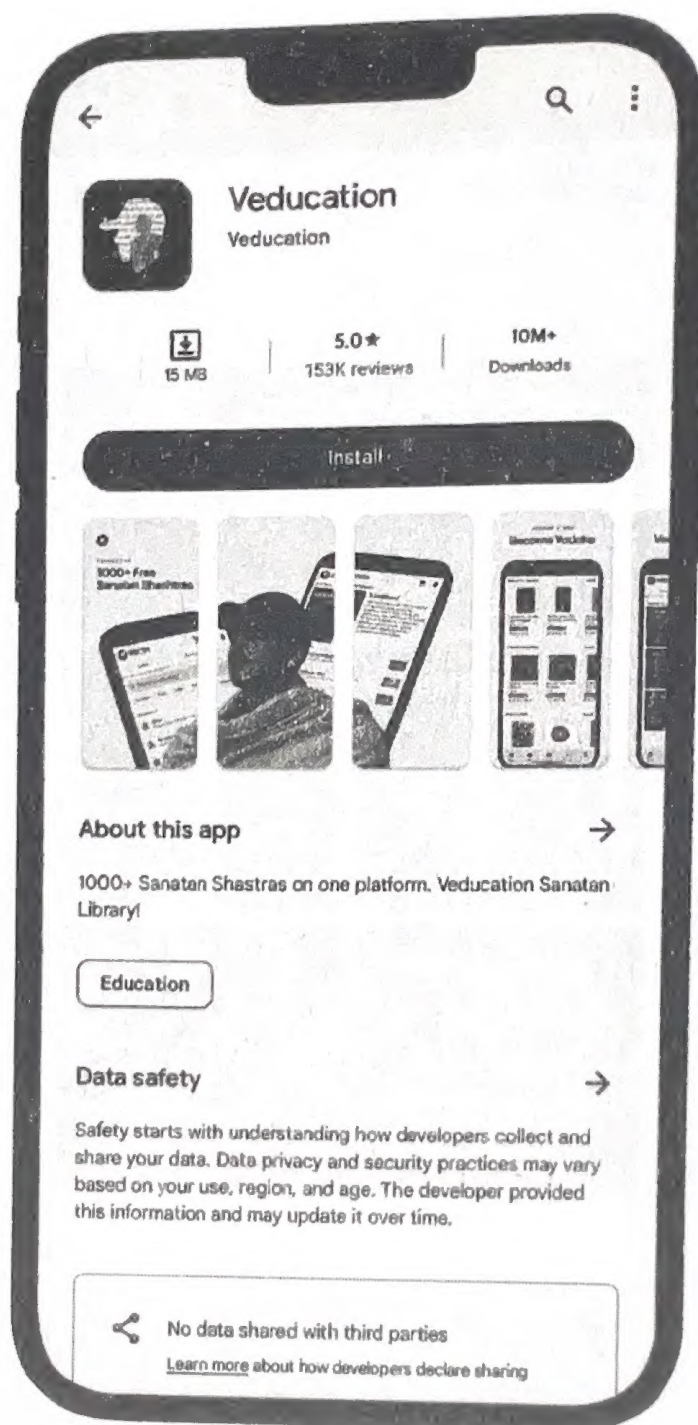 Veducation
Veducation
15 MB
5.0★
153K reviews
10M+
Downloads
Install
1000+ Free
Sanatan Shastras
About this app
1000+ Sanatan Shastras on one platform. Veducation Sanatan
Library!
Education
Data safety
Safety starts with understanding how developers collect and
share your data. Data privacy and security practices may vary
based on your use, region, and age. The developer provided
this information and may update it over time.
No data shared with third parties
Learn more about how developers declare sharing